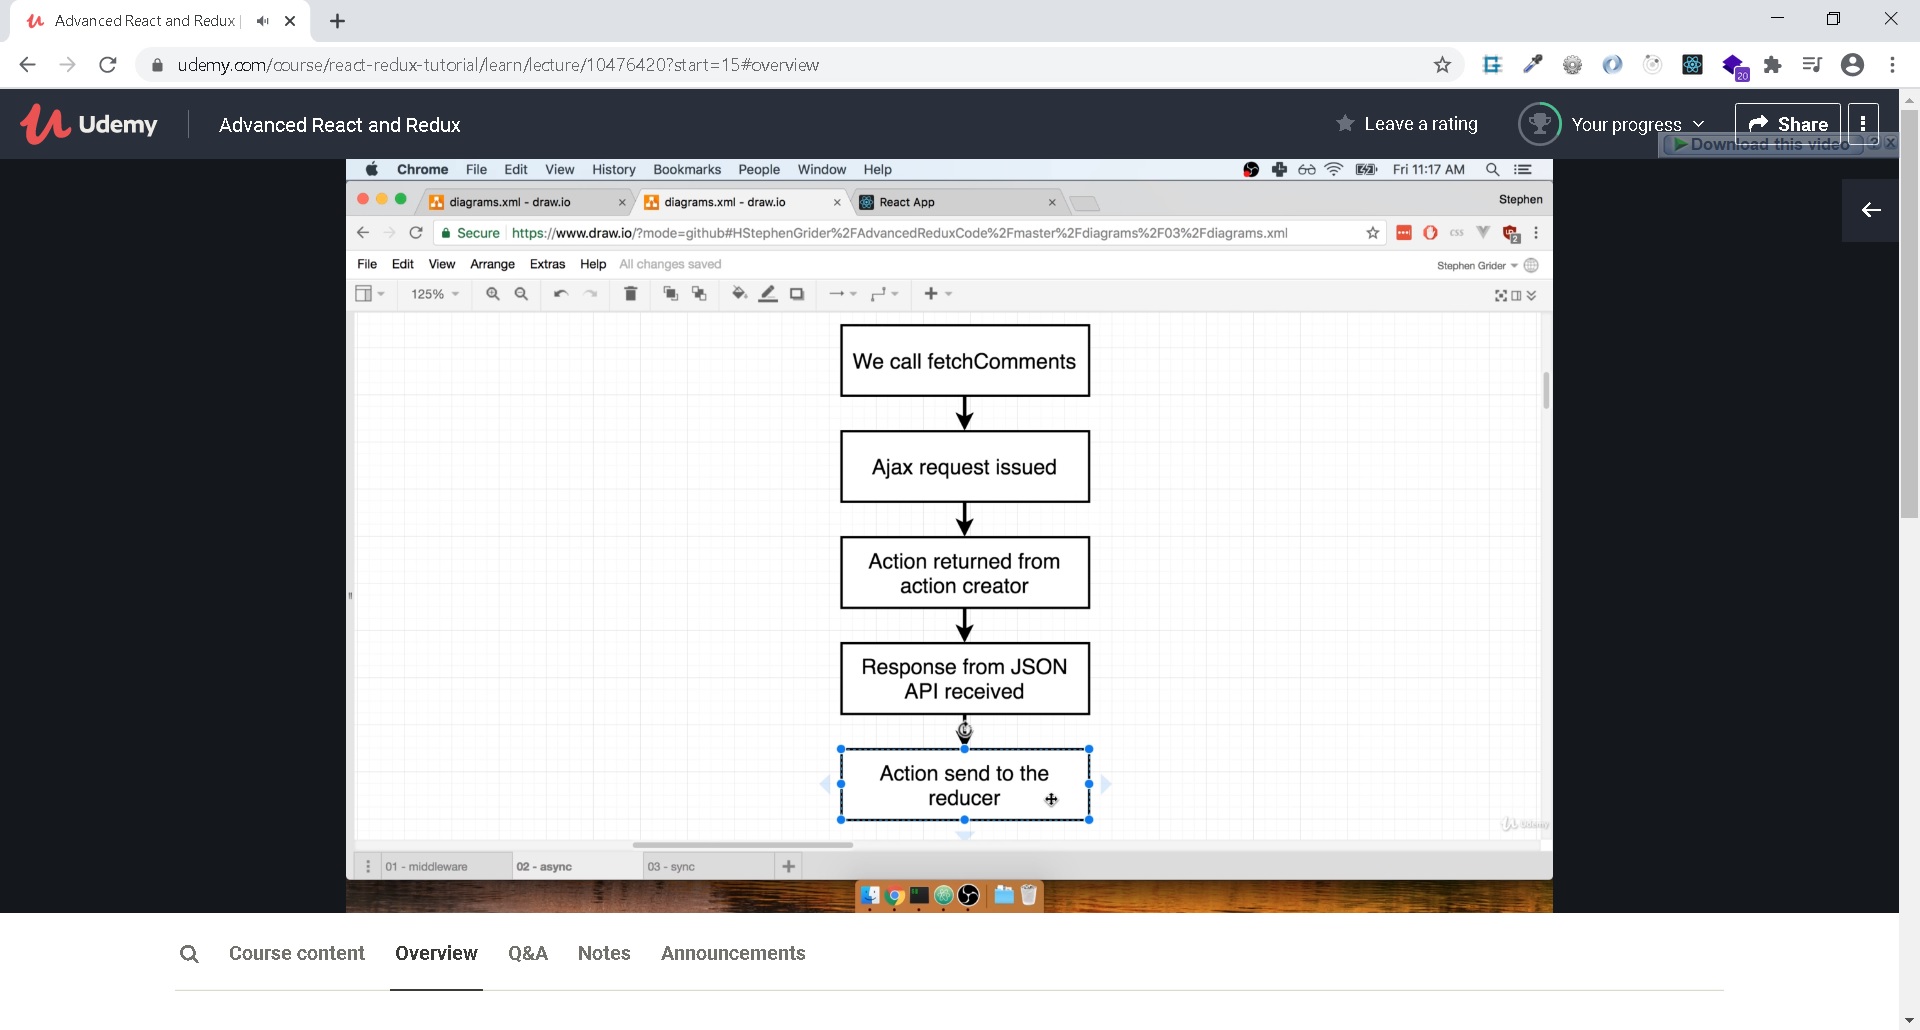 Advanced React and Redux
udemy.com/course/react-redux-tutorial/learn/lecture/10476420?start=15#overview
20
Udemy
Advanced React and Redux
Leave a rating
Your progress
Share
Download this video
Chrome File Edit View History Bookmarks People Window Help
Fri 11:17 AM
diagrams.xml - draw.io
diagrams.xml - draw.io
React App
Stephen
Secure https://www.draw.io/?mode=github#HStephenGrider%2FAdvancedReduxCode%2Fmaster%2Fdiagrams%2F03%2Fdiagrams.xml
CSS
2
File Edit View Arrange Extras Help All changes saved
Stephen Grider
125%
We call fetchComments
Ajax request issued
Action returned from
action creator
Response from JSON
API received
Action send to the
reducer
Udemy
01 - middleware
02 - async
03 - sync
Course content
Overview
Q&A
Notes
Announcements